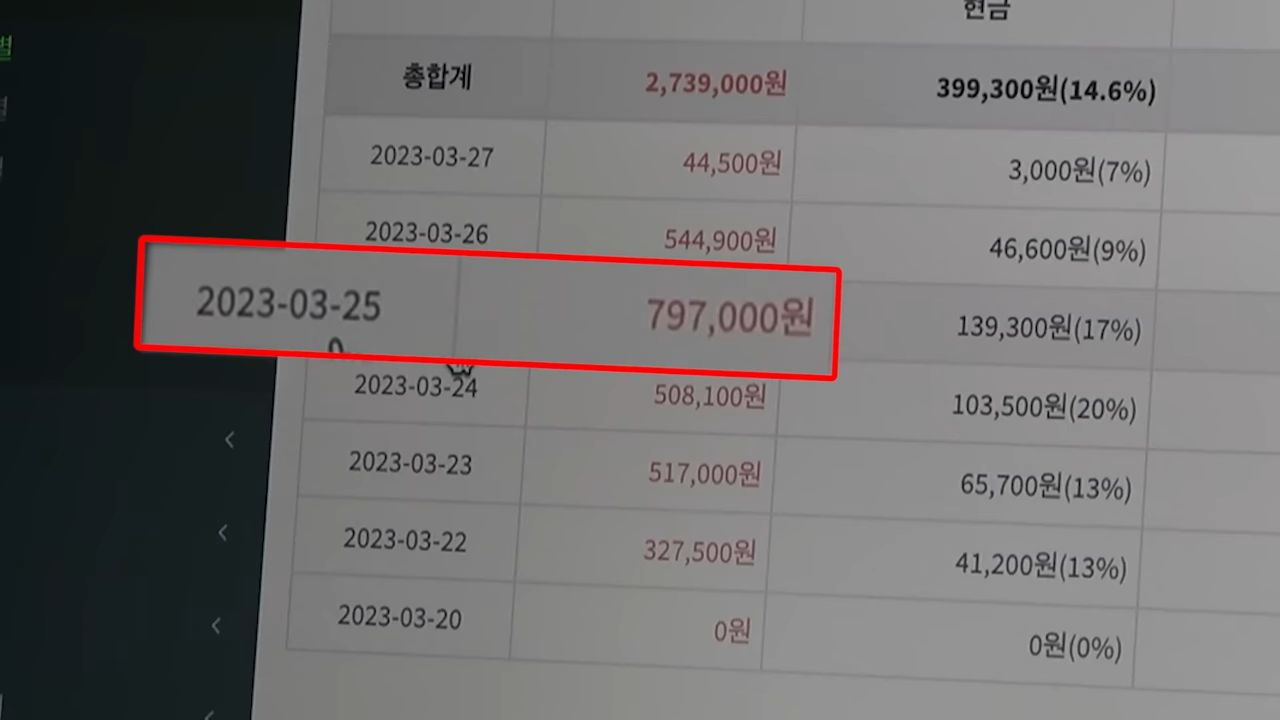 현금
총합계 2,739,000원 399,300원(14.6%)
2023-03-27 44,500원 3,000원(7%)
2023-03-26 544,900원 46,600원(9%)
2023-03-25 797,000원 139,300원(17%)
2023-03-24 508,100원 103,500원(20%)
2023-03-23 517,000원 65,700원(13%)
2023-03-22 327,500원 41,200원(13%)
2023-03-20 0원 0원(0%)